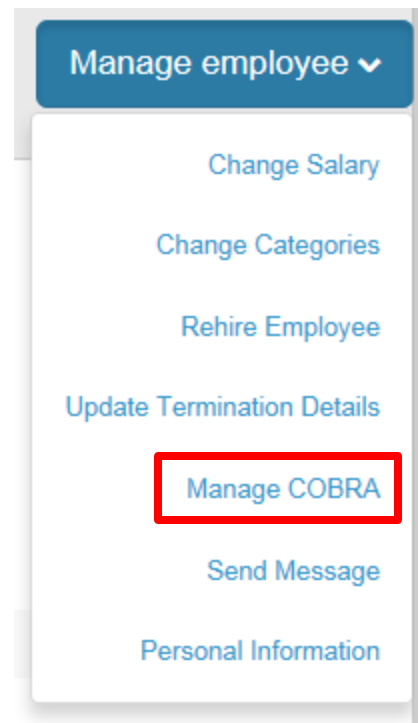 Manage employee
Change Salary
Change Categories
Rehire Employee
Update Termination Details
Manage COBRA
Send Message
Personal Information